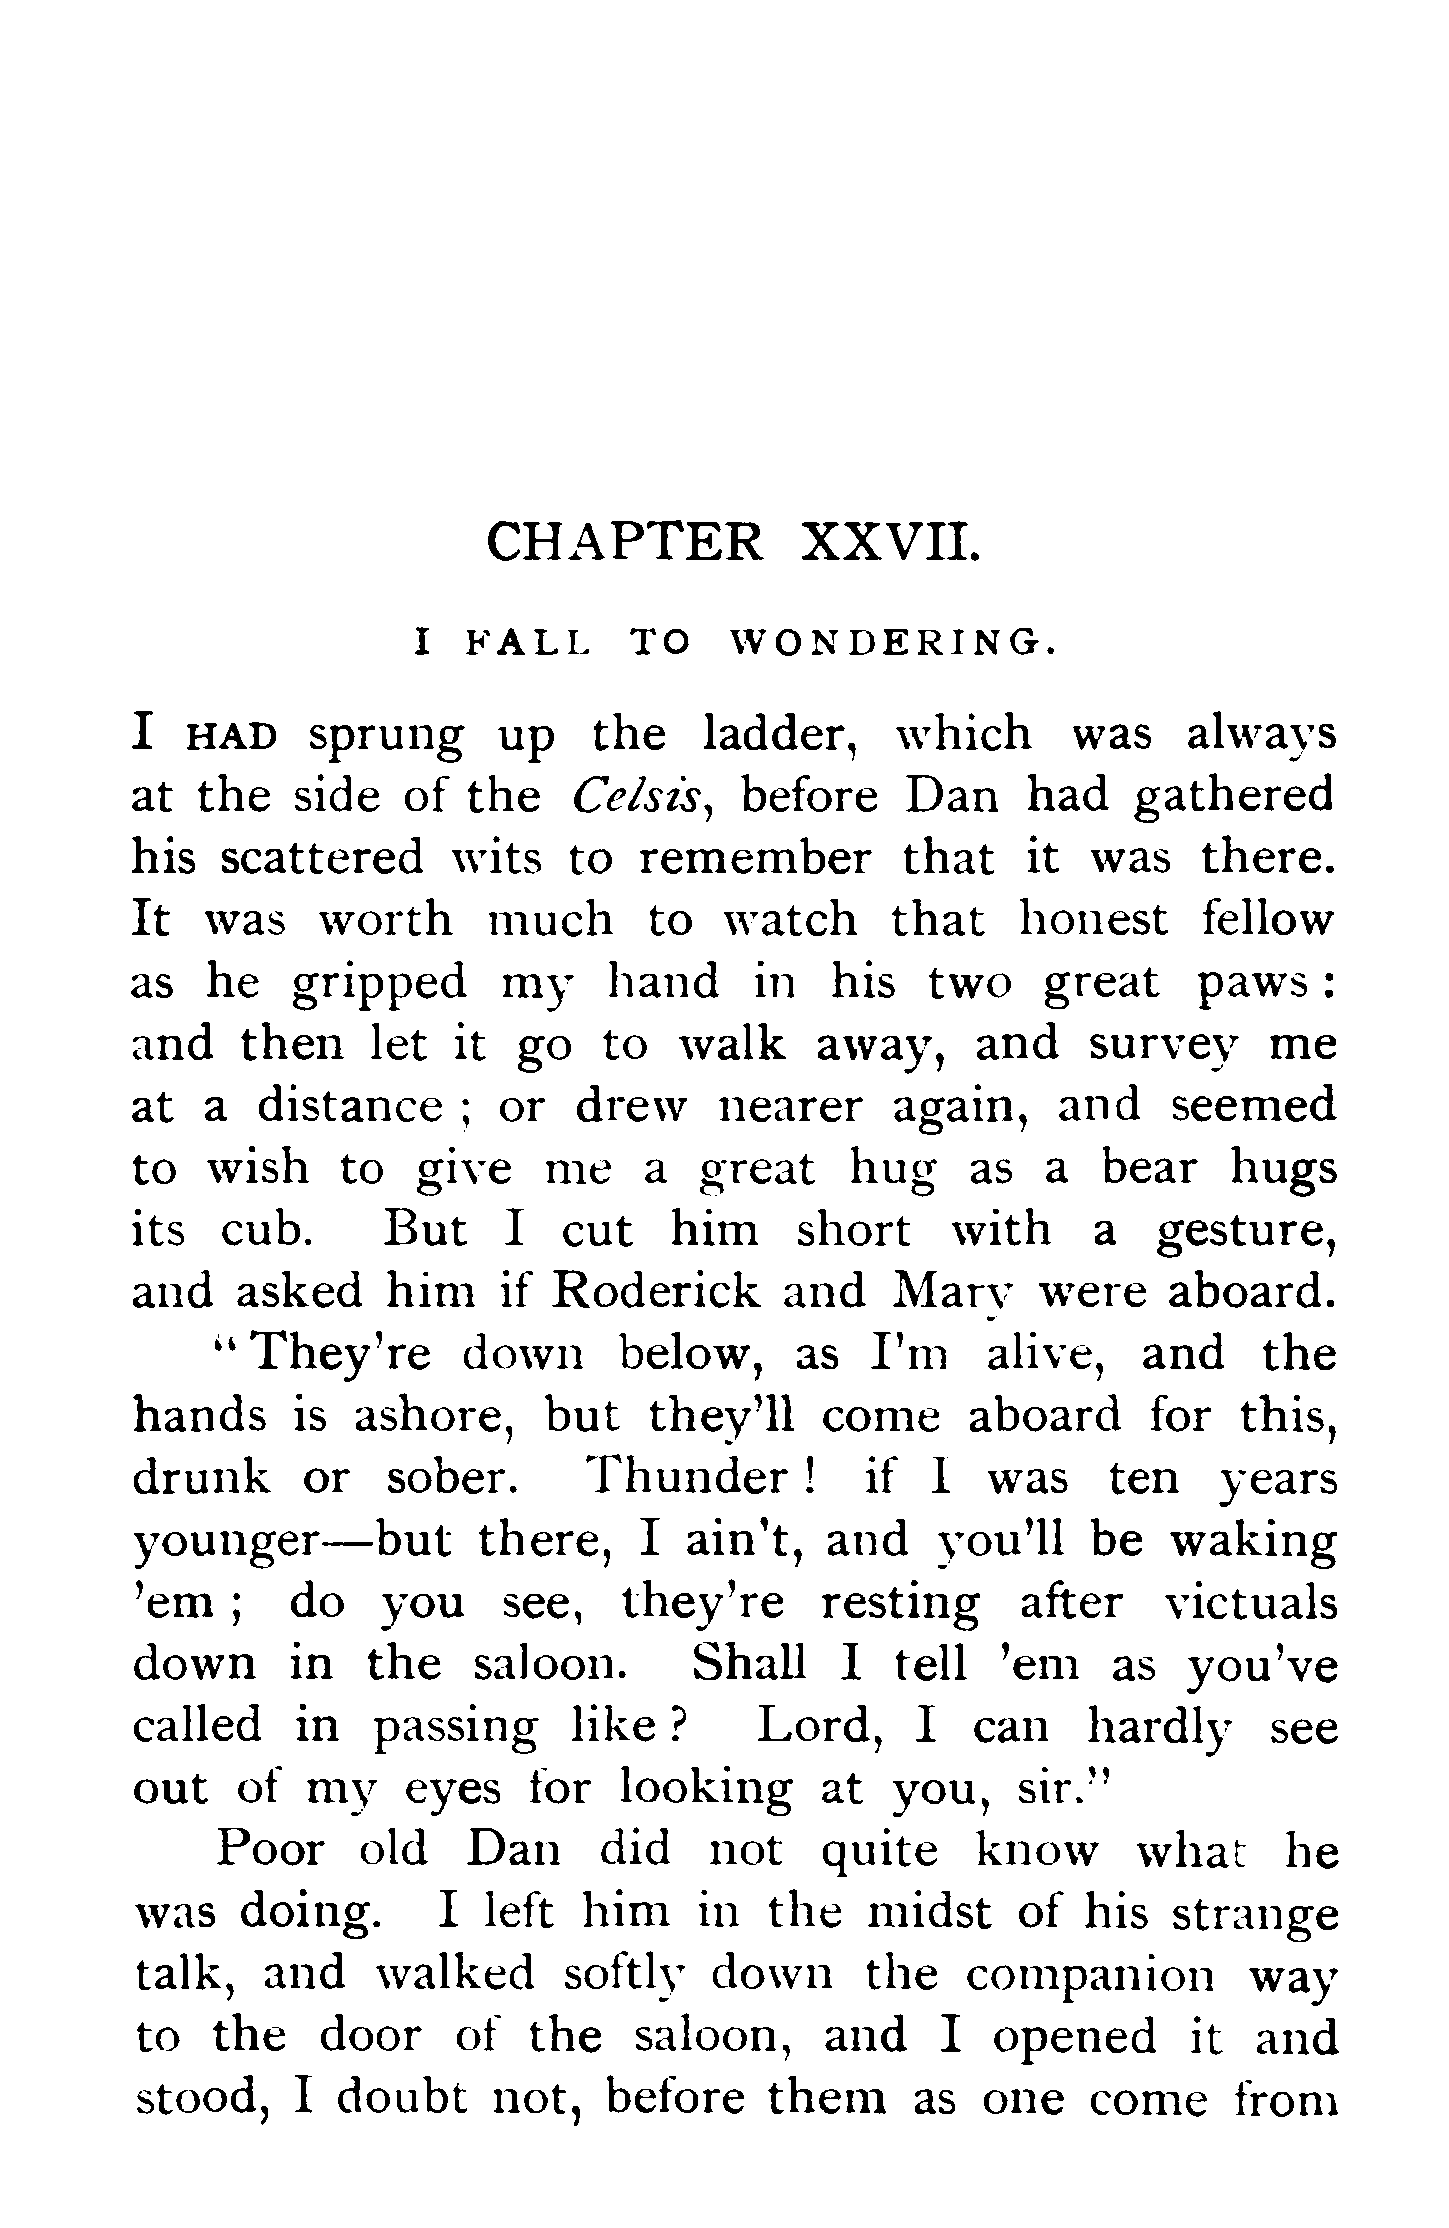 CHAPTER XXVII.
I FALL TO WONDERING.
I HAD sprung up the ladder, which was always
at the side of the Celsis, before Dan had gathered
his scattered wits to remember that it was there.
It was worth much to watch that honest fellow
as he gripped my hand in his two great paws :
and then let it go to walk away, and survey me
at a distance ; or drew nearer again, and seemed
to wish to give me a great hug as a bear hugs
its cub. But I cut him short with a gesture,
and asked him if Roderick and Mary were aboard.
“ They’re down below, as I’m alive, and the
hands is ashore, but they’ll come aboard for this,
drunk or sober. Thunder ! if I was ten years
younger—but there, I ain’t, and you’ll be waking
’em ; do you see, they’re resting after victuals
down in the saloon. Shall I tell ’em as you’ve
called in passing like ? Lord, I can hardly see
out of my eyes for looking at you, sir.”
Poor old Dan did not quite know what he
was doing. I left him in the midst of his strange
talk, and walked softly down the companion way
to the door of the saloon, and I opened it and
stood, I doubt not, before them as one come from